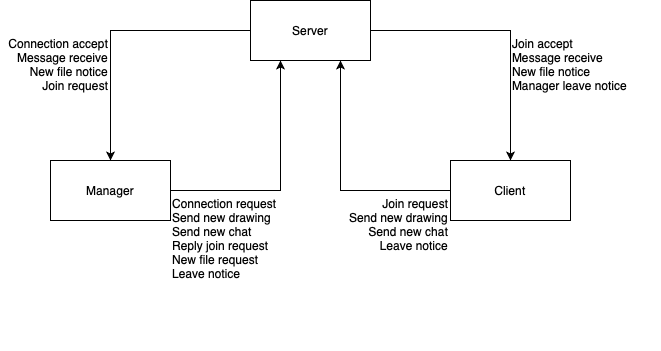 Server
Connection accept
Message receive
New file notice
Join request
Join accept
Message receive
New file notice
Manager leave notice
Manager
Client
Connection request
Send new drawing
Send new chat
Reply join request
New file request
Leave notice
Join request
Send new drawing
Send new chat
Leave notice